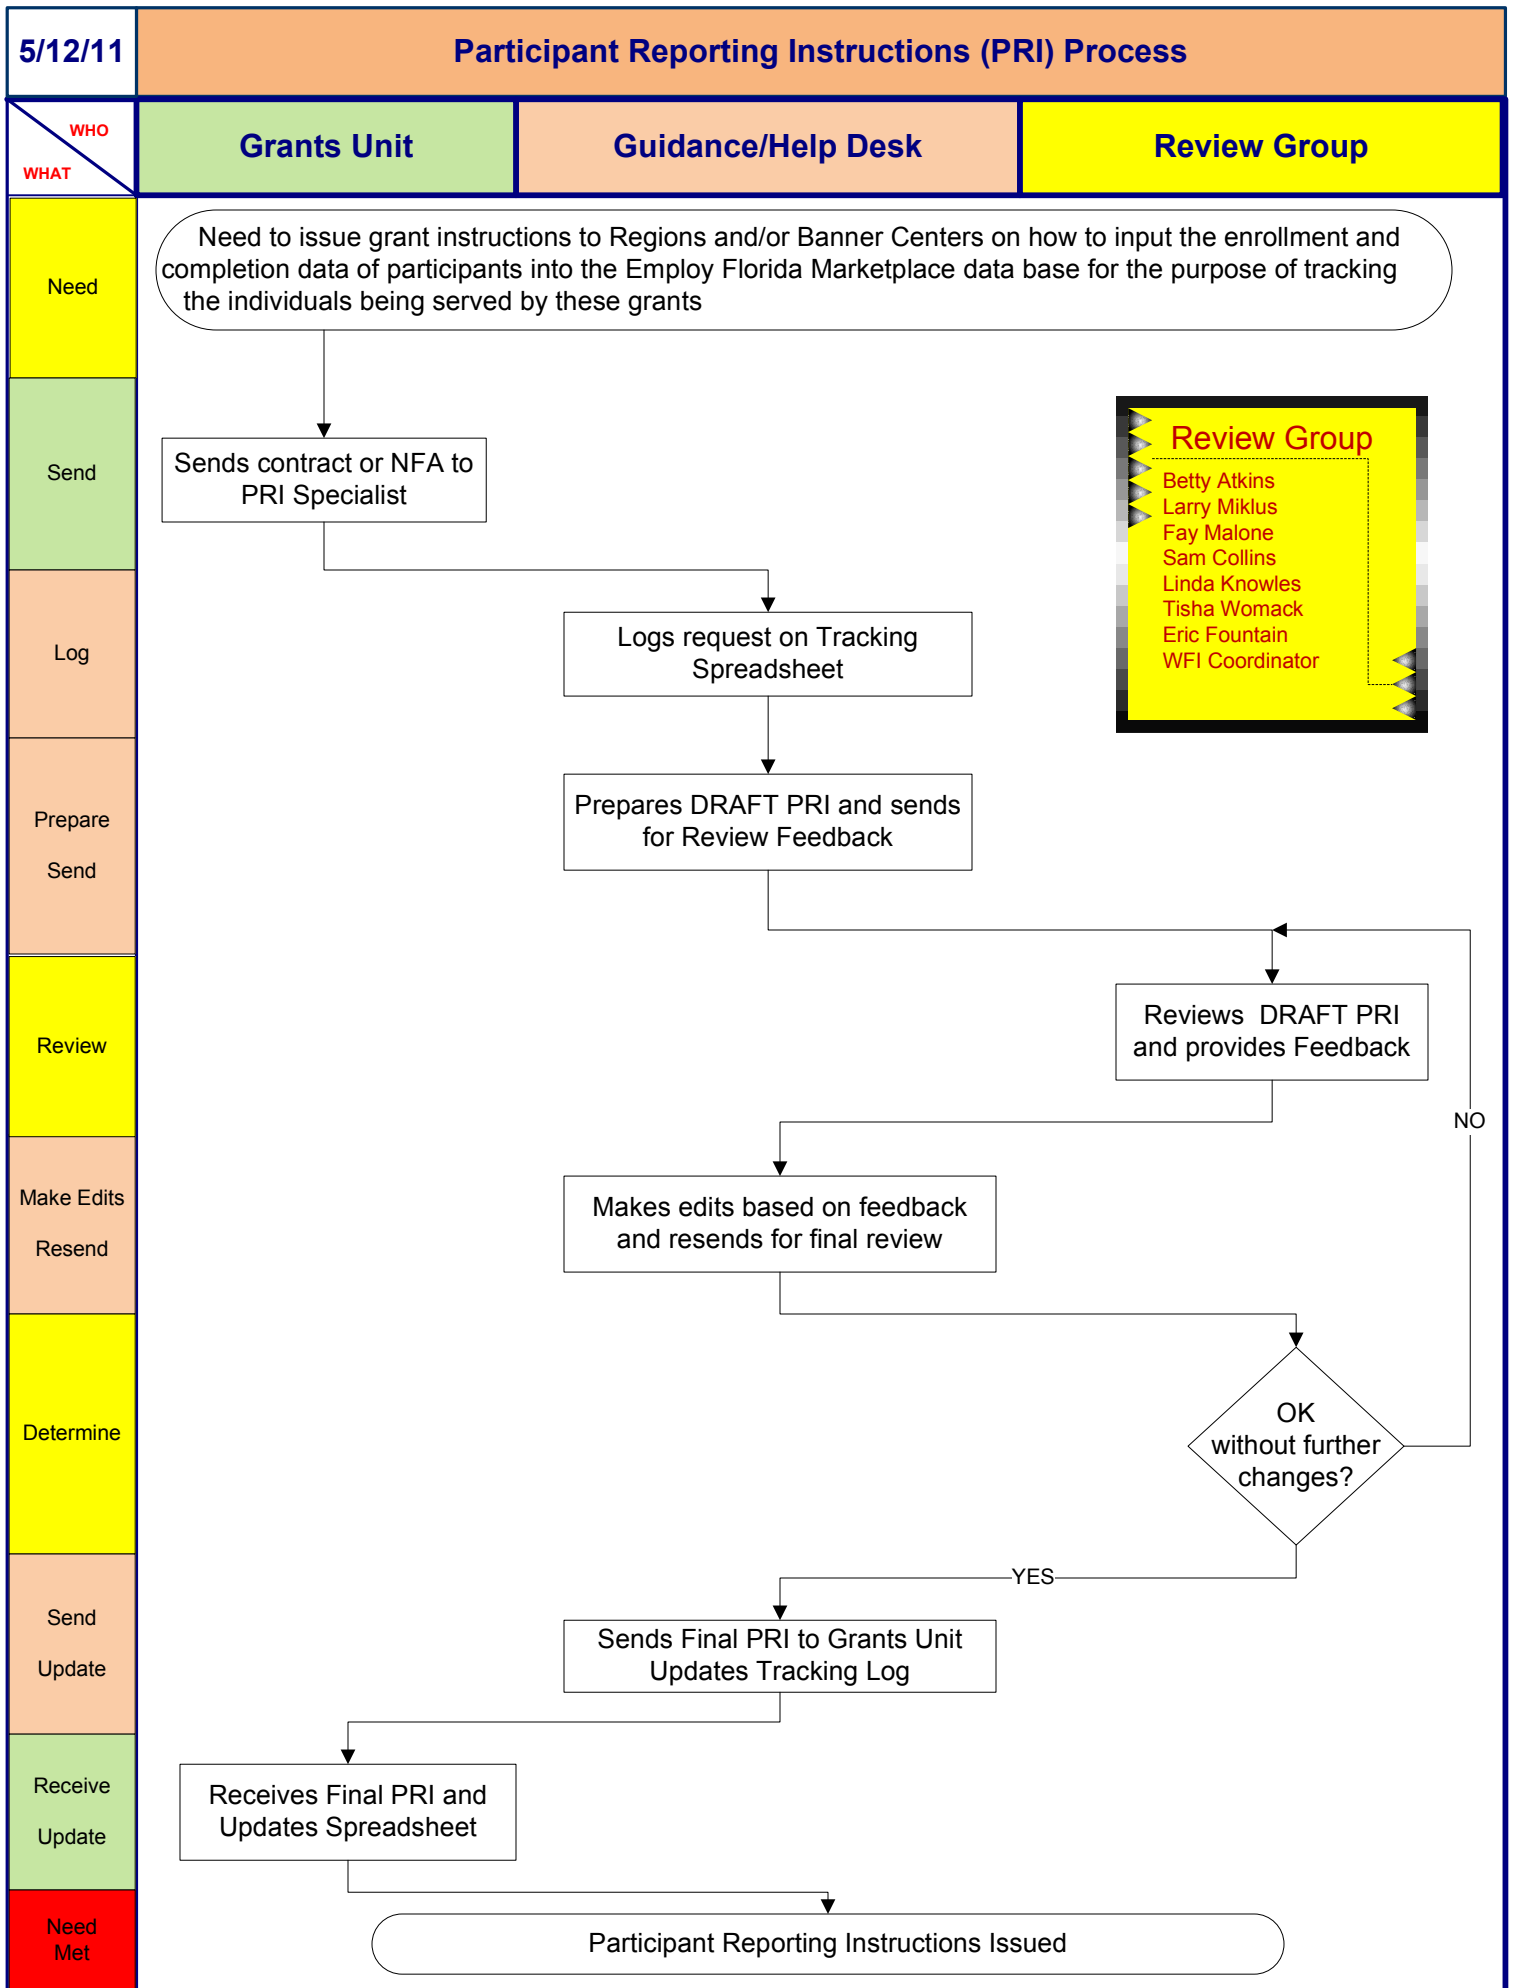 5/12/11
Participant Reporting Instructions (PRI) Process
WHO
WHAT
Grants Unit
Guidance/Help Desk
Review Group
Need
Need to issue grant instructions to Regions and/or Banner Centers on how to input the enrollment and
completion data of participants into the Employ Florida Marketplace data base for the purpose of tracking
the individuals being served by these grants
Send
Sends contract or NFA to
PRI Specialist
Review Group
Betty Atkins
Larry Miklus
Fay Malone
Sam Collins
Linda Knowles
Tisha Womack
Eric Fountain
WFI Coordinator
Log
Logs request on Tracking
Spreadsheet
Prepare
Send
Prepares DRAFT PRI and sends
for Review Feedback
Review
Reviews DRAFT PRI
and provides Feedback
NO
Make Edits
Resend
Makes edits based on feedback
and resends for final review
Determine
OK
without further
changes?
YES
Send
Update
Sends Final PRI to Grants Unit
Updates Tracking Log
Receive
Update
Receives Final PRI and
Updates Spreadsheet
Need
Met
Participant Reporting Instructions Issued